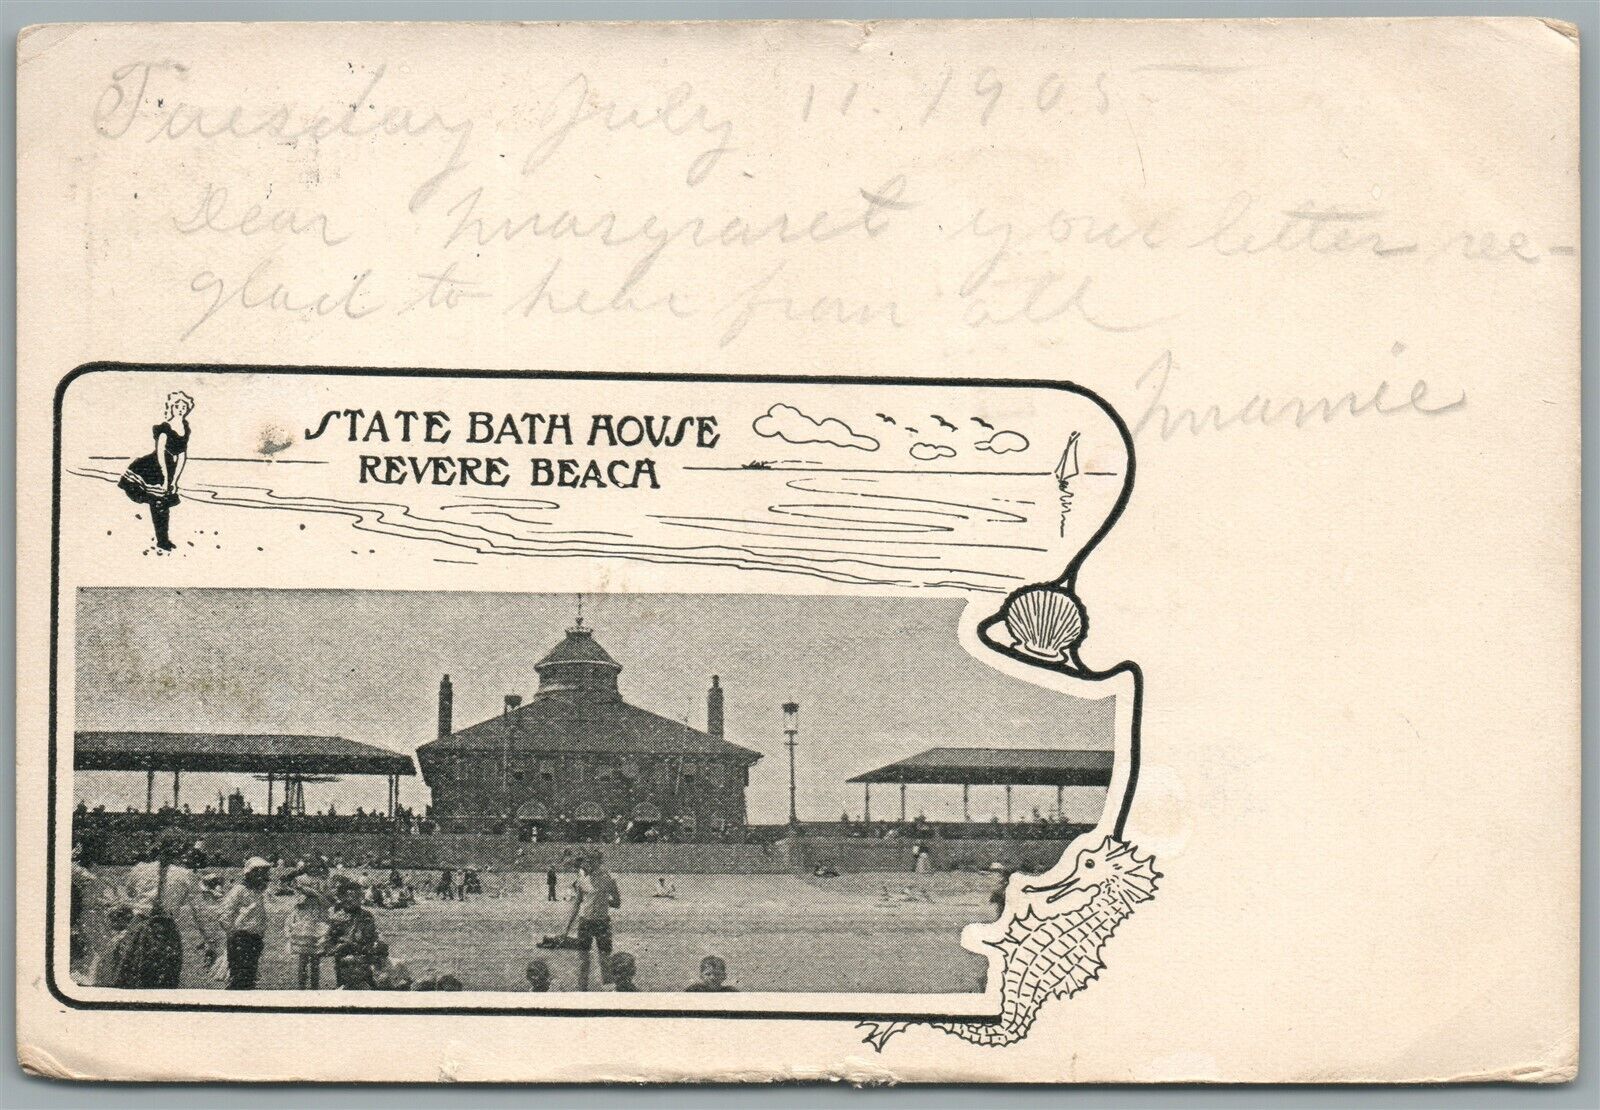 Tuesday July 11. 1905
Dear Margraret your letter rec-
glad to hear from all
Mamie
STATE BATH HOUSE
REVERE BEACH